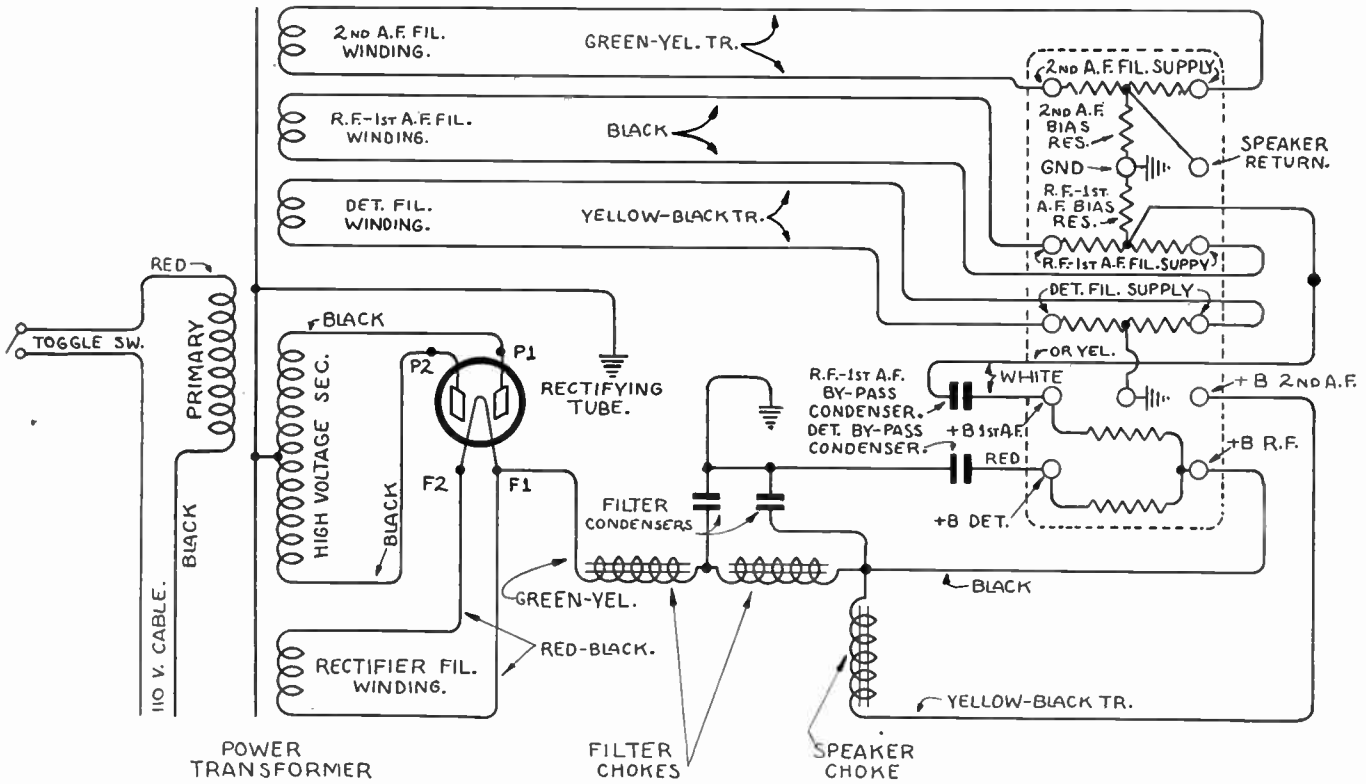 2ND A.F. FIL.
WINDING.
GREEN-YEL. TR.
2ND A.F. FIL. SUPPLY
2ND A.F.
BIAS
RES.
SPEAKER
RETURN.
R.F.-1ST A.F. FIL.
WINDING.
BLACK
GND
R.F.-1ST.
A.F. BIAS
RES.
DET. FIL.
WINDING.
YELLOW-BLACK TR.
R.F.-1ST A.F. FIL. SUPPY
RED
DET. FIL. SUPPLY
TOGGLE SW.
PRIMARY
BLACK
P2
P1
RECTIFYING
TUBE.
OR YEL.
WHITE
R.F.-1ST A.F.
BY-PASS
CONDENSER.
DET. BY-PASS
CONDENSER.
+B 1ST A.F.
+B 2ND A.F.
+B R.F.
RED
+B DET.
HIGH VOLTAGE SEC.
BLACK
F2
F1
FILTER
CONDENSERS
BLACK
110 V. CABLE.
GREEN-YEL.
BLACK
RED-BLACK.
RECTIFIER FIL.
WINDING.
YELLOW-BLACK TR.
POWER
TRANSFORMER
FILTER
CHOKES
SPEAKER
CHOKE